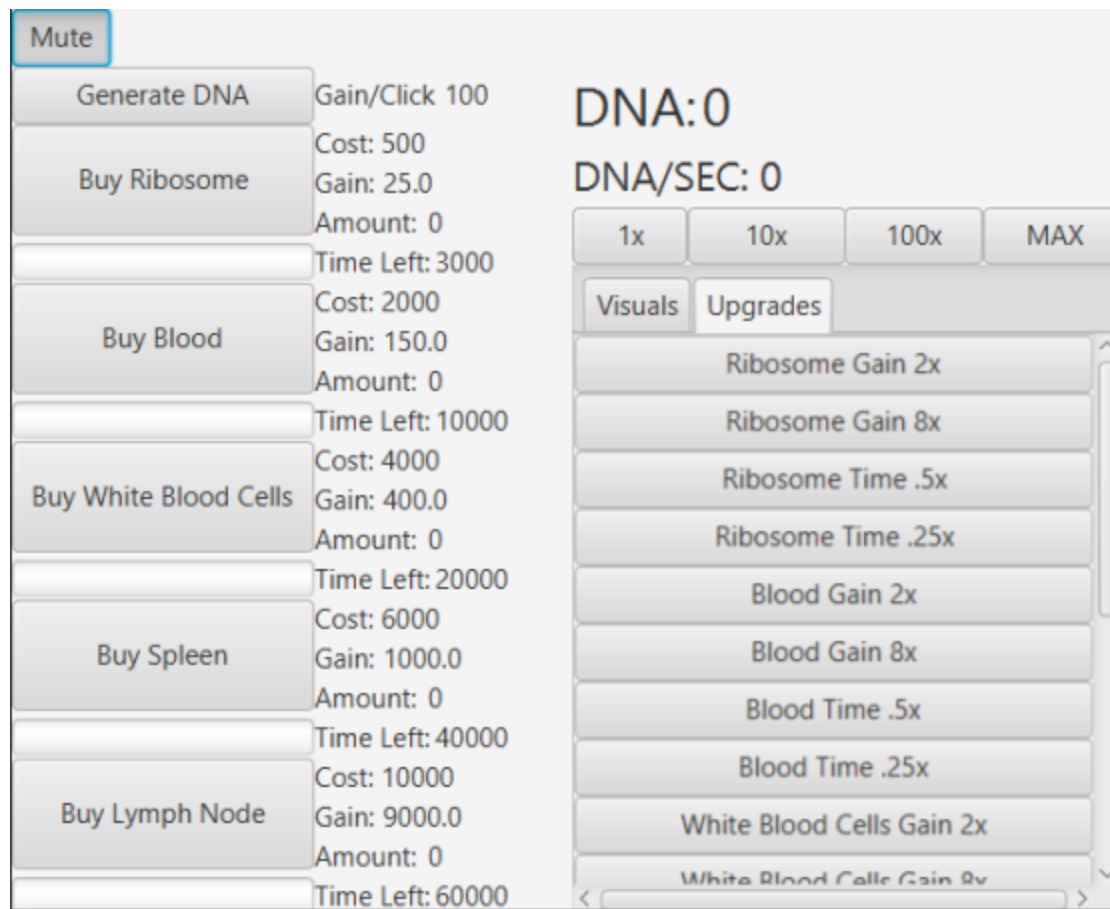 Mute
Generate DNA
Gain/Click 100
Buy Ribosome
Cost: 500
Gain: 25.0
Amount: 0
Time Left: 3000
Buy Blood
Cost: 2000
Gain: 150.0
Amount: 0
Time Left: 10000
Buy White Blood Cells
Cost: 4000
Gain: 400.0
Amount: 0
Time Left: 20000
Buy Spleen
Cost: 6000
Gain: 1000.0
Amount: 0
Time Left: 40000
Buy Lymph Node
Cost: 10000
Gain: 9000.0
Amount: 0
Time Left: 60000
DNA: 0
DNA/SEC: 0
1x 10x 100x MAX
Visuals Upgrades
Ribosome Gain 2x
Ribosome Gain 8x
Ribosome Time .5x
Ribosome Time .25x
Blood Gain 2x
Blood Gain 8x
Blood Time .5x
Blood Time .25x
White Blood Cells Gain 2x
White Blood Cells Gain 8x